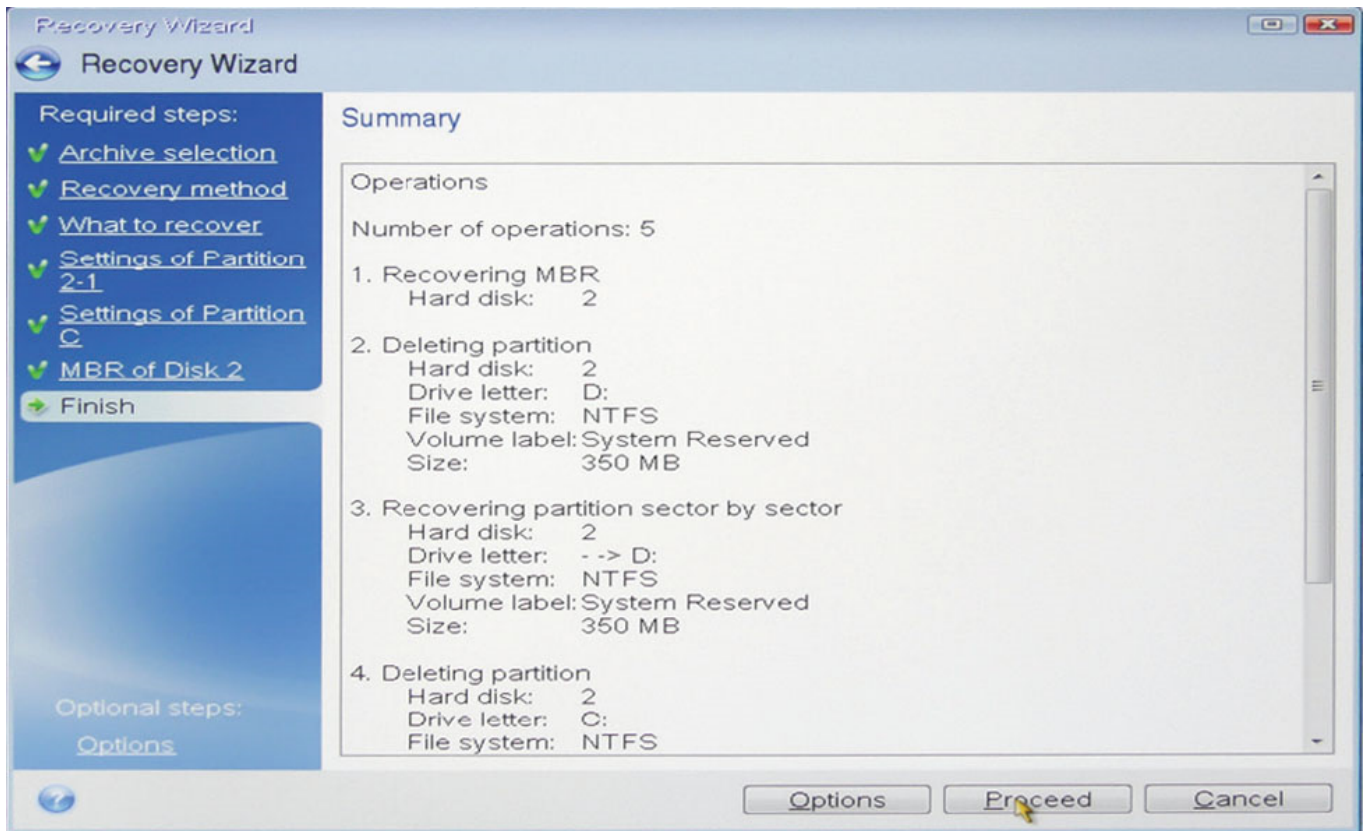 Recovery Wizard
Recovery Wizard
Required steps:
Archive selection
Recovery method
What to recover
Settings of Partition
2-1
Settings of Partition
C
MBR of Disk 2
Finish
Optional steps:
Options
Summary
Operations
Number of operations: 5
1. Recovering MBR
Hard disk: 2
2. Deleting partition
Hard disk: 2
Drive letter: D:
File system: NTFS
Volume label: System Reserved
Size: 350 MB
3. Recovering partition sector by sector
Hard disk: 2
Drive letter: - -> D:
File system: NTFS
Volume label: System Reserved
Size: 350 MB
4. Deleting partition
Hard disk: 2
Drive letter: C:
File system: NTFS
?
Options Proceed Cancel